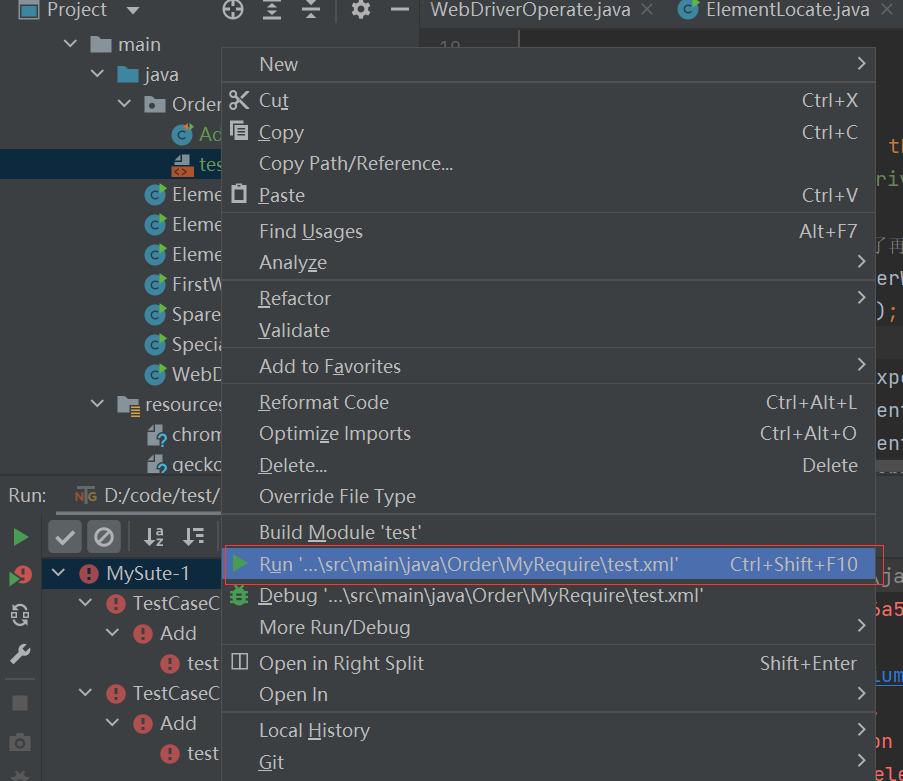 Project
WebDriverOperate.java
ElementLocate.java
main
java
Order
Ad
tes
Eleme
Eleme
Eleme
FirstW
Spare
Specia
WebD
resources
chrom
gecko
New
Cut Ctrl+X
Copy Ctrl+C
Copy Path/Reference...
Paste Ctrl+V
Find Usages Alt+F7
Analyze
Refactor
Validate
Add to Favorites
Reformat Code Ctrl+Alt+L
Optimize Imports Ctrl+Alt+O
Delete... Delete
Override File Type
Build Module 'test'
Run '...\src\main\java\Order\MyRequire\test.xml' Ctrl+Shift+F10
Debug '...\src\main\java\Order\MyRequire\test.xml'
More Run/Debug
Open in Right Split Shift+Enter
Open In
Local History
Git
Run: D:/code/test/
MySute-1
TestCaseC
Add
test
TestCaseC
Add
test